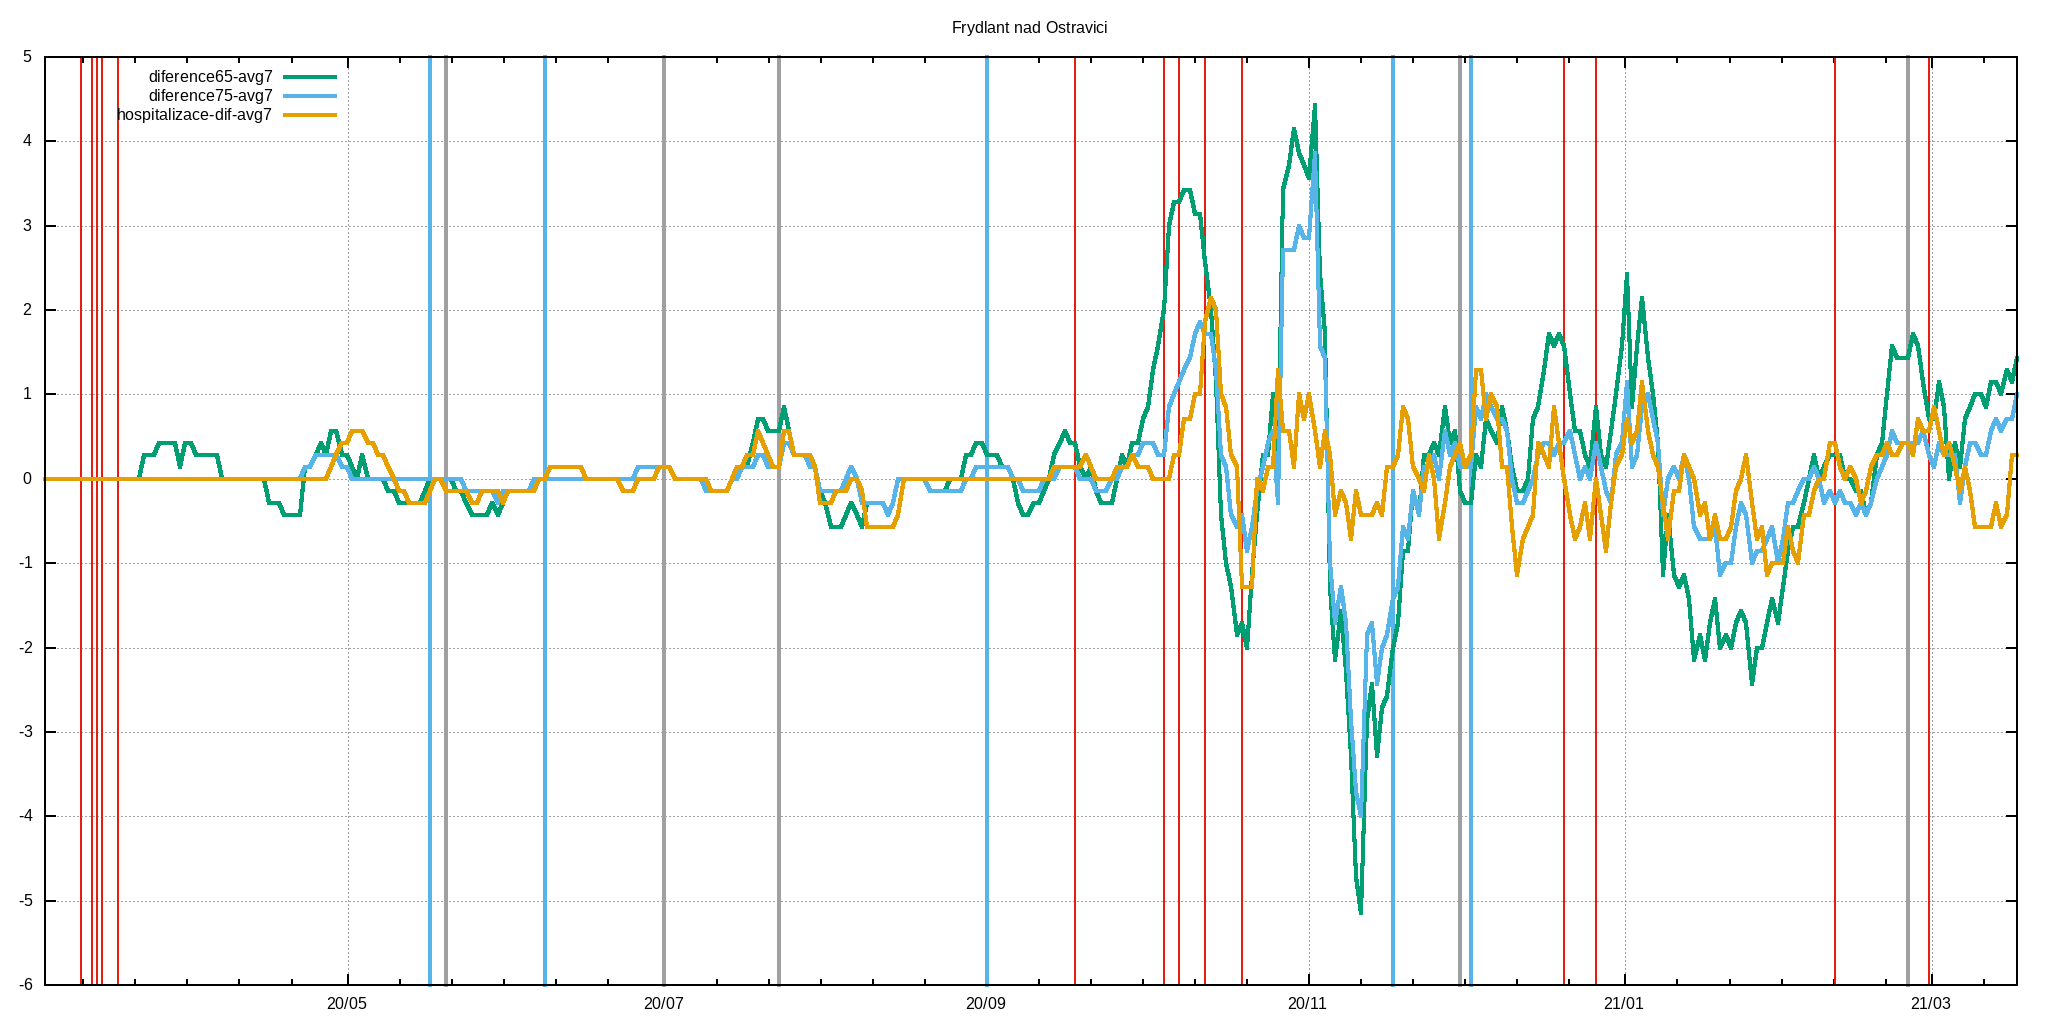 Frydlant nad Ostravici
5
diference65-avg7
diference75-avg7
hospitalizace-dif-avg7
4
3
2
1
0
-1
-2
-3
-4
-5
-6
20/05 20/07 20/09 20/11 21/01 21/03